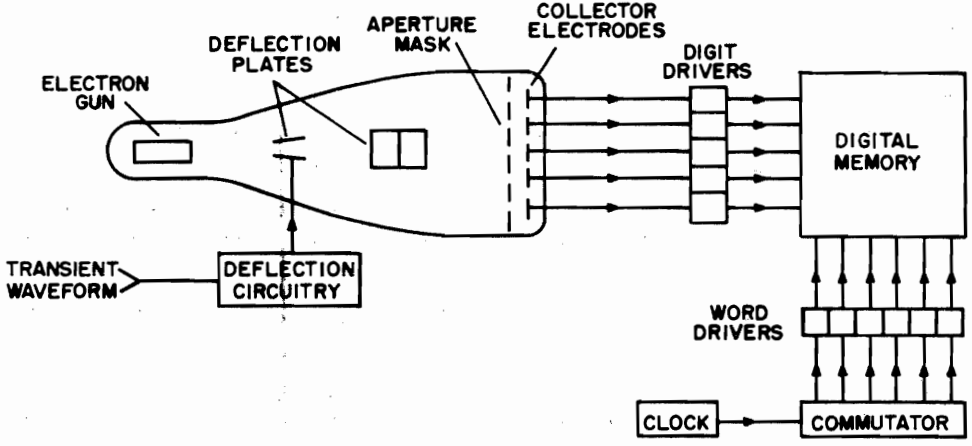 COLLECTOR
ELECTRODES
APERTURE
MASK
DEFLECTION
PLATES
DIGIT
DRIVERS
ELECTRON
GUN
DIGITAL
MEMORY
TRANSIENT
WAVEFORM
DEFLECTION
CIRCUITRY
WORD
DRIVERS
CLOCK
COMMUTATOR